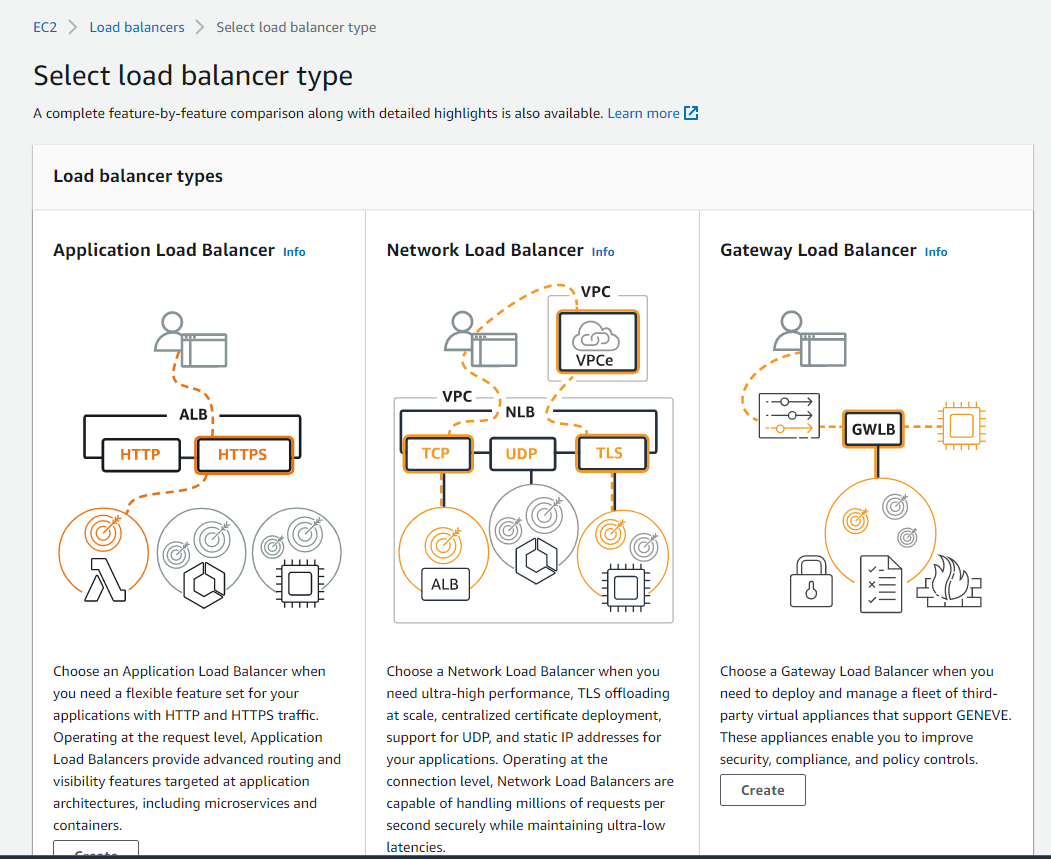 EC2 > Load balancers > Select load balancer type
Select load balancer type
A complete feature-by-feature comparison along with detailed highlights is also available. Learn more
Load balancer types
Application Load Balancer Info
ALB
HTTP
HTTPS
Choose an Application Load Balancer when
you need a flexible feature set for your
applications with HTTP and HTTPS traffic.
Operating at the request level, Application
Load Balancers provide advanced routing and
visibility features targeted at application
architectures, including microservices and
containers.
Create
Network Load Balancer Info
VPC
VPCe
VPC
NLB
TCP
UDP
TLS
ALB
Choose a Network Load Balancer when you
need ultra-high performance, TLS offloading
at scale, centralized certificate deployment,
support for UDP, and static IP addresses for
your applications. Operating at the
connection level, Network Load Balancers are
capable of handling millions of requests per
second securely while maintaining ultra-low
latencies.
Gateway Load Balancer Info
GWLB
Choose a Gateway Load Balancer when you
need to deploy and manage a fleet of third-
party virtual appliances that support GENEVE.
These appliances enable you to improve
security, compliance, and policy controls.
Create